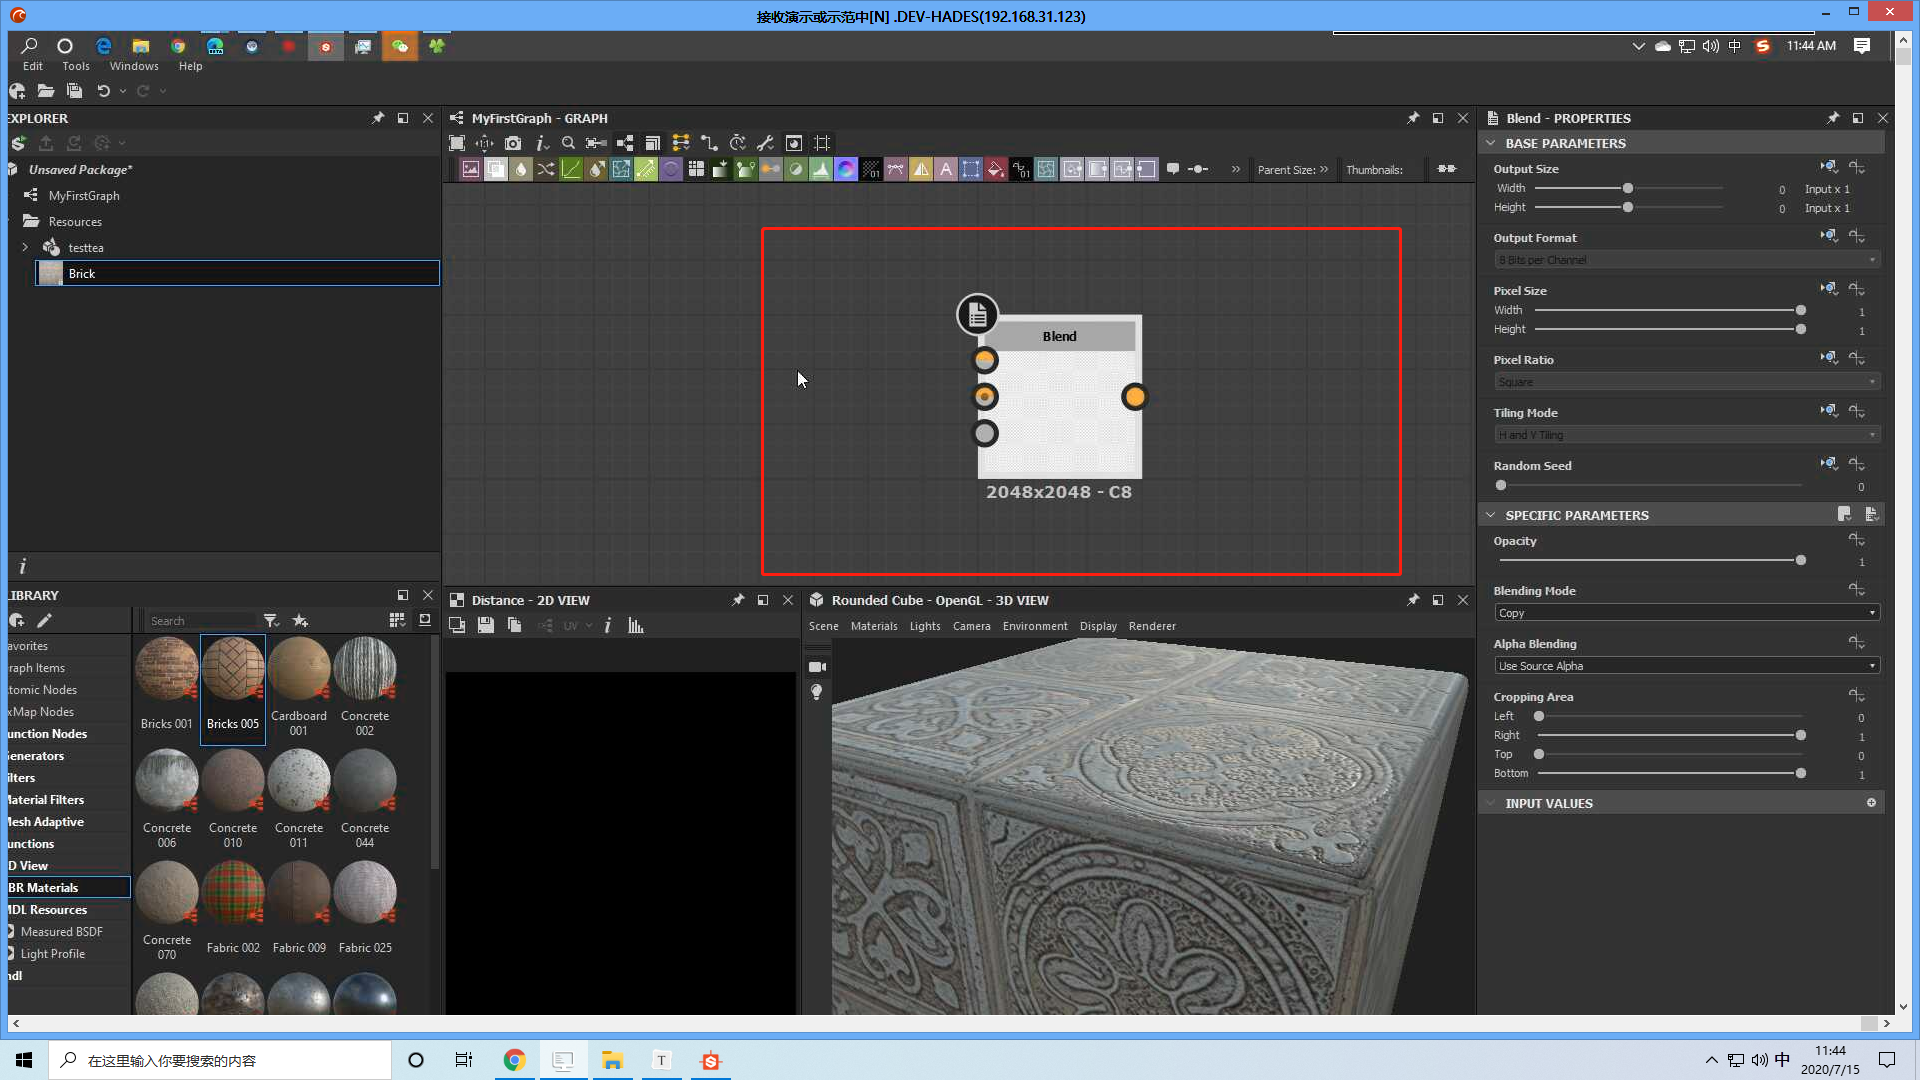 接收演示或示范中[N] .DEV-HADES(192.168.31.123)
中
11:44 AM
Edit Tools Windows Help
EXPLORER
Unsaved Package*
MyFirstGraph
Resources
testtea
Brick
MyFirstGraph - GRAPH
Parent Size: »
Thumbnails:
Blend
2048x2048 - C8
LIBRARY
Search
avorites
raph Items
tomic Nodes
xMap Nodes
unction Nodes
enerators
ilters
Material Filters
Mesh Adaptive
unctions
D View
BR Materials
MDL Resources
Measured BSDF
Light Profile
mdl
Bricks 001
Bricks 005
Cardboard 001
Concrete 002
Concrete 006
Concrete 010
Concrete 011
Concrete 044
Concrete 070
Fabric 002
Fabric 009
Fabric 025
Distance - 2D VIEW
UV
Rounded Cube - OpenGL - 3D VIEW
Scene Materials Lights Camera Environment Display Renderer
Blend - PROPERTIES
BASE PARAMETERS
Output Size
Width 0 Input x 1
Height 0 Input x 1
Output Format
8 Bits per Channel
Pixel Size
Width 1
Height 1
Pixel Ratio
Square
Tiling Mode
H and V Tiling
Random Seed
0
SPECIFIC PARAMETERS
Opacity
1
Blending Mode
Copy
Alpha Blending
Use Source Alpha
Cropping Area
Left 0
Right 1
Top 0
Bottom 1
INPUT VALUES
在这里输入你要搜索的内容
中
11:44
2020/7/15